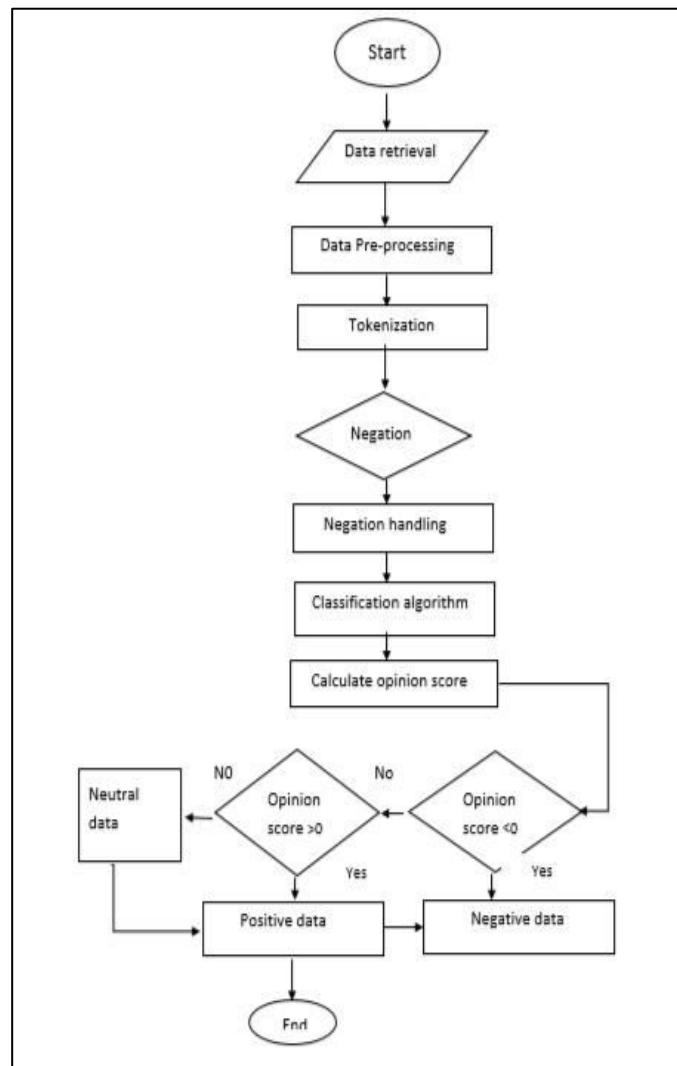 Start
Data retrieval
Data Pre-processing
Tokenization
Negation
Negation handling
Classification algorithm
Calculate opinion score
N0
No
Neutral
data
Opinion
score >0
Opinion
score <0
Yes
Yes
Positive data
Negative data
End